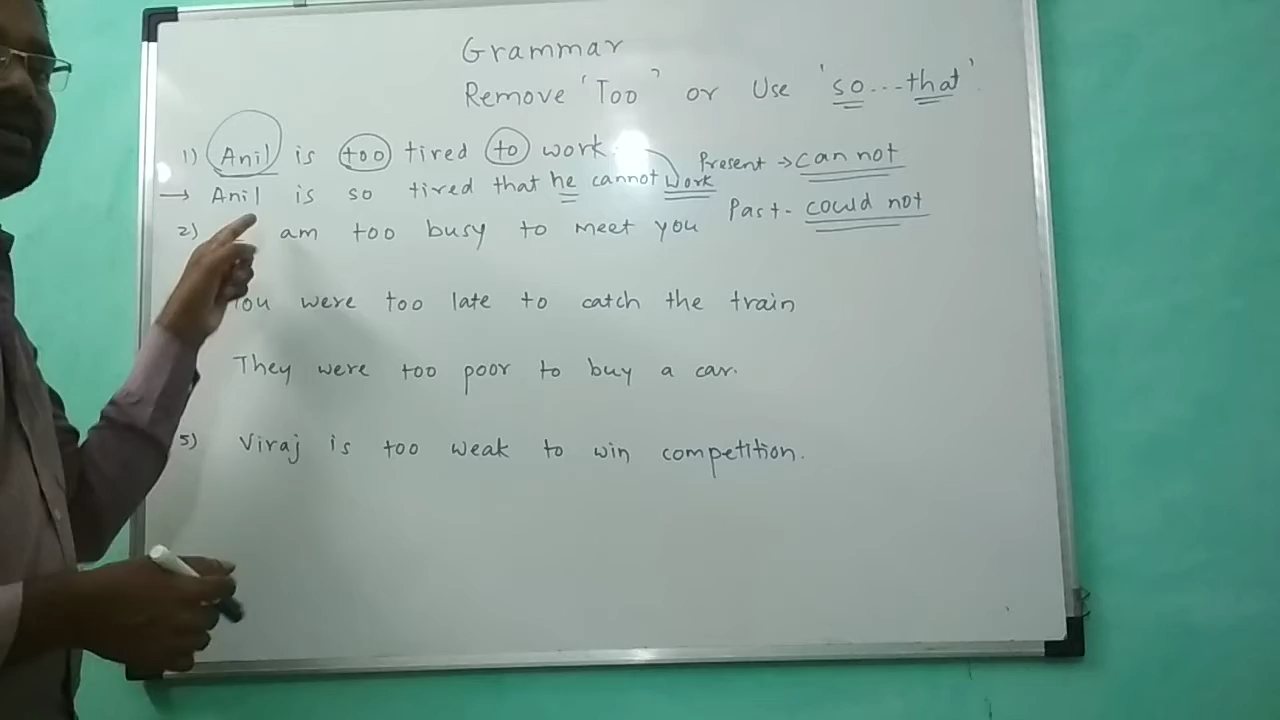 Grammar
Remove 'Too' or Use 'so...that'
1) Anil is too tired to work.
Present → can not
→ Anil is so tired that he cannot work
Past - could not
2) am too busy to meet you
You were too late to catch the train
They were too poor to buy a car.
5) Viraj is too weak to win competition.